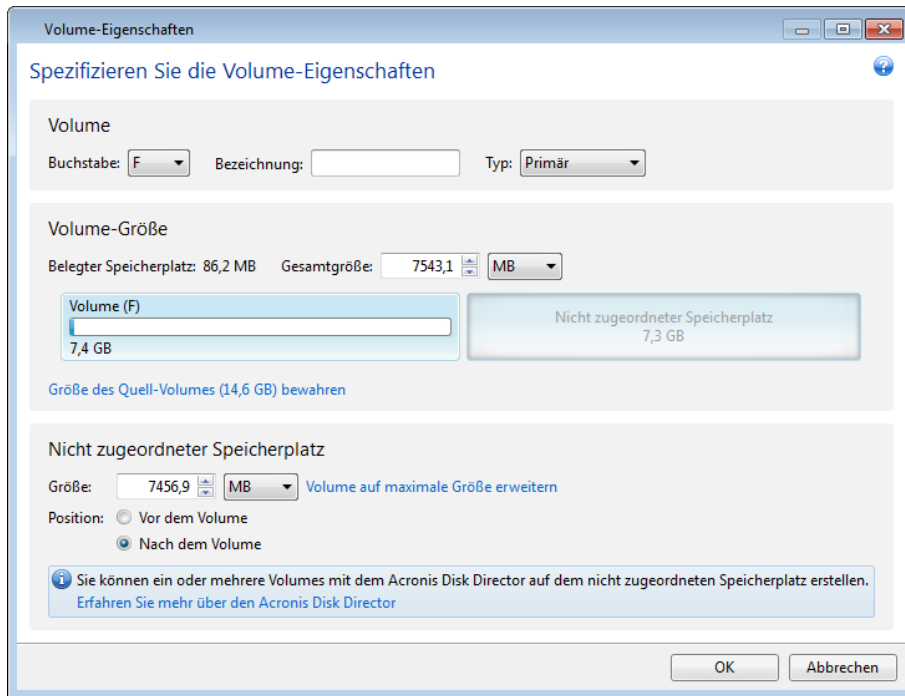 Volume-Eigenschaften
Spezifizieren Sie die Volume-Eigenschaften
Volume
Buchstabe: F Bezeichnung: Typ: Primär
Volume-Größe
Belegter Speicherplatz: 86,2 MB Gesamtgröße: 7543,1 MB
Volume (F)
7,4 GB
Nicht zugeordneter Speicherplatz
7,3 GB
Größe des Quell-Volumes (14,6 GB) bewahren
Nicht zugeordneter Speicherplatz
Größe: 7456,9 MB Volume auf maximale Größe erweitern
Position: Vor dem Volume
Nach dem Volume
Sie können ein oder mehrere Volumes mit dem Acronis Disk Director auf dem nicht zugeordneten Speicherplatz erstellen.
Erfahren Sie mehr über den Acronis Disk Director
OK Abbrechen